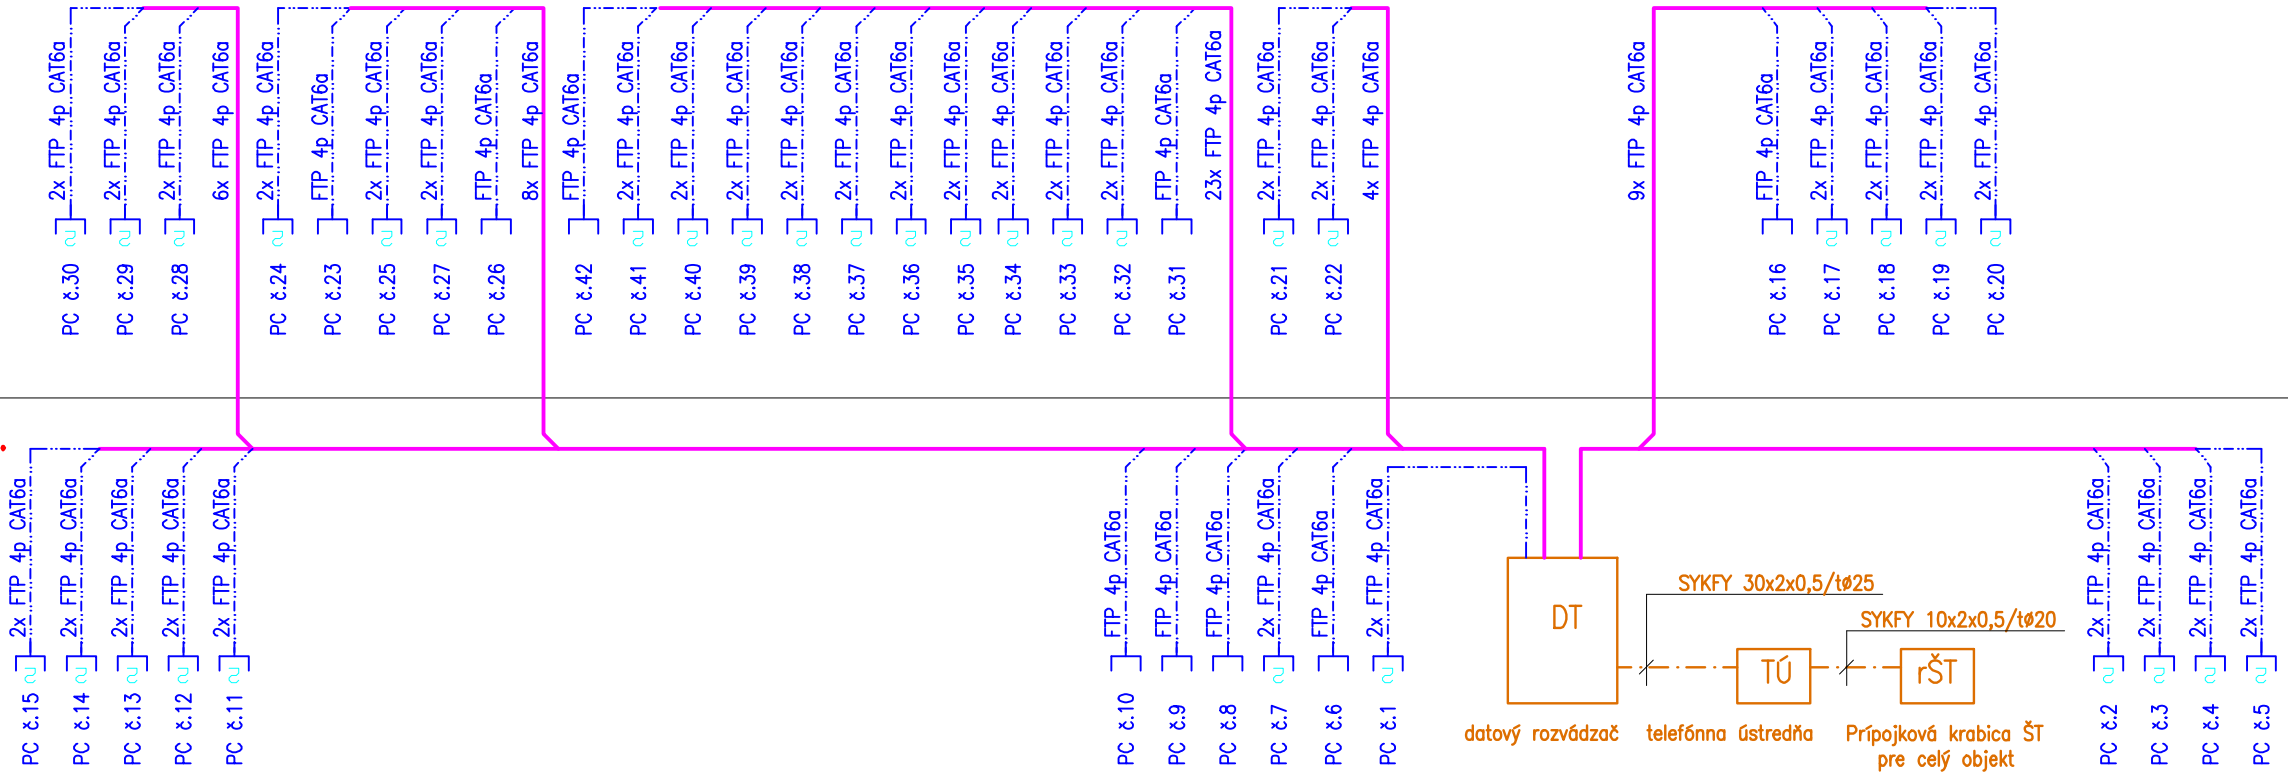 2x FTP 4p CAT6a
2x FTP 4p CAT6a
2x FTP 4p CAT6a
6x FTP 4p CAT6a
2x FTP 4p CAT6a
FTP 4p CAT6a
2x FTP 4p CAT6a
2x FTP 4p CAT6a
FTP 4p CAT6a
8x FTP 4p CAT6a
FTP 4p CAT6a
2x FTP 4p CAT6a
2x FTP 4p CAT6a
2x FTP 4p CAT6a
2x FTP 4p CAT6a
2x FTP 4p CAT6a
2x FTP 4p CAT6a
2x FTP 4p CAT6a
2x FTP 4p CAT6a
2x FTP 4p CAT6a
2x FTP 4p CAT6a
FTP 4p CAT6a
23x FTP 4p CAT6a
2x FTP 4p CAT6a
2x FTP 4p CAT6a
4x FTP 4p CAT6a
9x FTP 4p CAT6a
FTP 4p CAT6a
2x FTP 4p CAT6a
2x FTP 4p CAT6a
2x FTP 4p CAT6a
2x FTP 4p CAT6a
PC č.30
PC č.29
PC č.28
PC č.24
PC č.23
PC č.25
PC č.27
PC č.26
PC č.42
PC č.41
PC č.40
PC č.39
PC č.38
PC č.37
PC č.36
PC č.35
PC č.34
PC č.33
PC č.32
PC č.31
PC č.21
PC č.22
PC č.16
PC č.17
PC č.18
PC č.19
PC č.20
2x FTP 4p CAT6a
2x FTP 4p CAT6a
2x FTP 4p CAT6a
2x FTP 4p CAT6a
2x FTP 4p CAT6a
FTP 4p CAT6a
FTP 4p CAT6a
FTP 4p CAT6a
2x FTP 4p CAT6a
FTP 4p CAT6a
2x FTP 4p CAT6a
2x FTP 4p CAT6a
2x FTP 4p CAT6a
2x FTP 4p CAT6a
2x FTP 4p CAT6a
PC č.15
PC č.14
PC č.13
PC č.12
PC č.11
PC č.10
PC č.9
PC č.8
PC č.7
PC č.6
PC č.1
PC č.2
PC č.3
PC č.4
PC č.5
SYKFY 30x2x0,5/tø25
SYKFY 10x2x0,5/tø20
DT
TÚ
rŠT
datový rozvádzač
telefónna ústredňa
Prípojková krabica ŠT
pre celý objekt